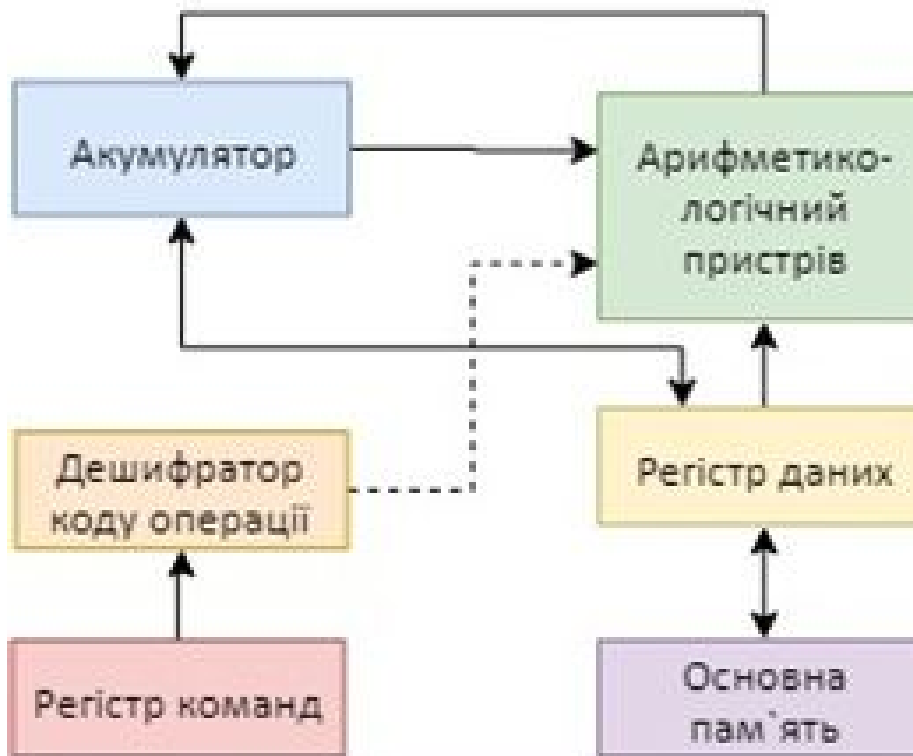 Акумулятор
Арифметико-
логічний
пристрів
Дешифратор
коду операції
Регістр даних
Регістр команд
Основна
пам`ять